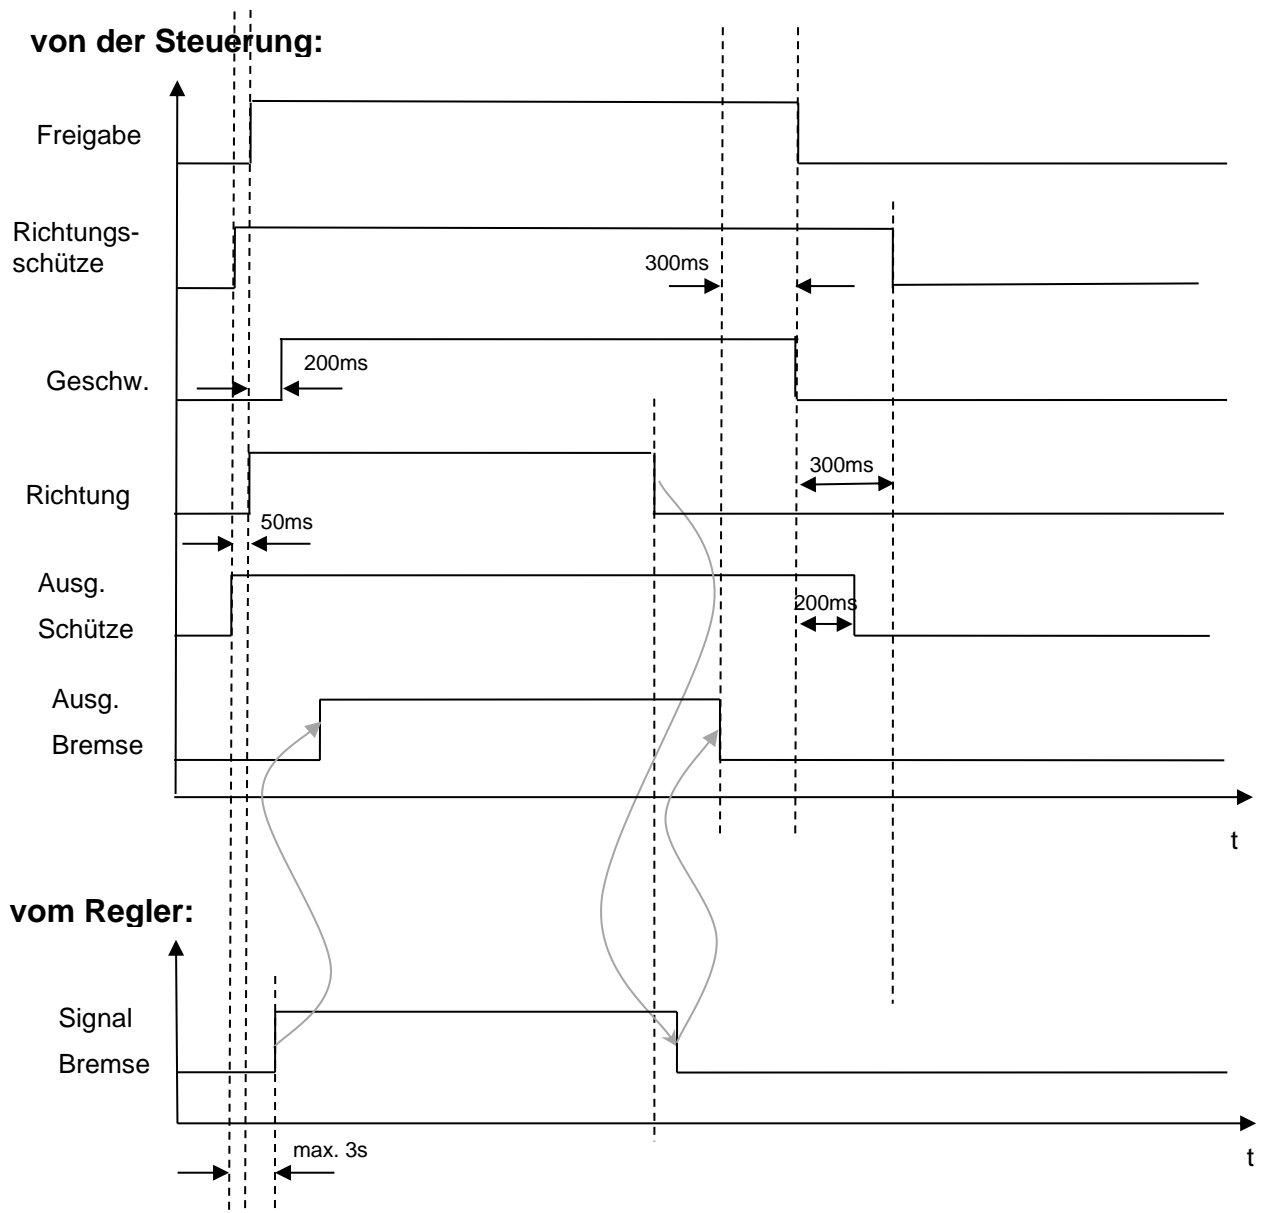 von der Steuerung:
Freigabe
Richtungs-
schütze
300ms
Geschw.
200ms
Richtung
300ms
50ms
Ausg.
Schütze
200ms
Ausg.
Bremse
t
vom Regler:
Signal
Bremse
max. 3s
t